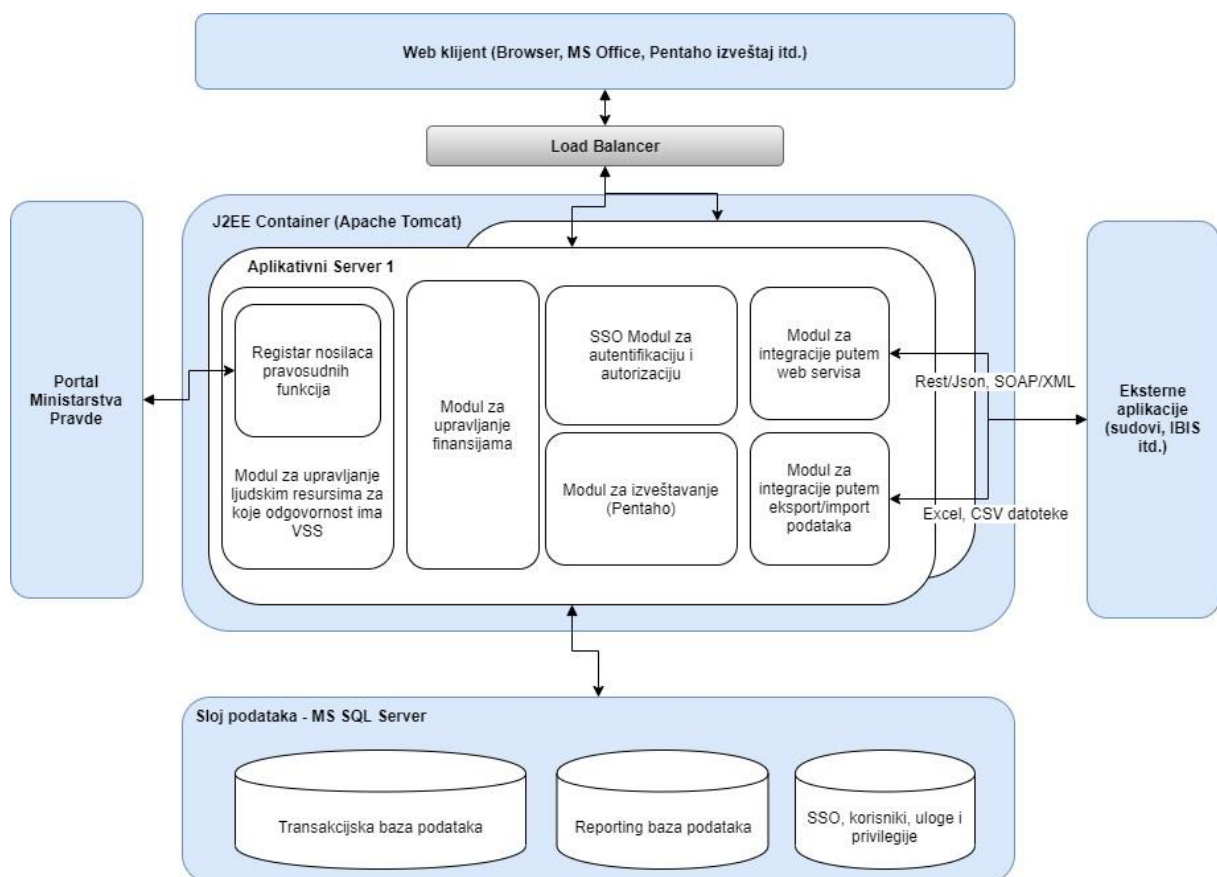 Web klijent (Browser, MS Office, Pentaho izveštaj itd.)
Load Balancer
J2EE Container (Apache Tomcat)
Aplikativni Server 1
Portal
Ministarstva
Pravde
Registar nosilaca
pravosudnih
funkcija
Modul za upravljanje
ljudskim resursima za
koje odgovornost ima
VSS
Modul za
upravljanje
finansijama
SSO Modul za
autentifikaciju i
autorizaciju
Modul za izveštavanje
(Pentaho)
Modul za
integracije putem
web servisa
Modul za
integracije putem
eksport/import
podataka
Rest/Json, SOAP/XML
Excel, CSV datoteke
Eksterne
aplikacije
(sudovi, IBIS
itd.)
Sloj podataka - MS SQL Server
Transakcijska baza podataka
Reporting baza podataka
SSO, korisniki, uloge i
privilegije